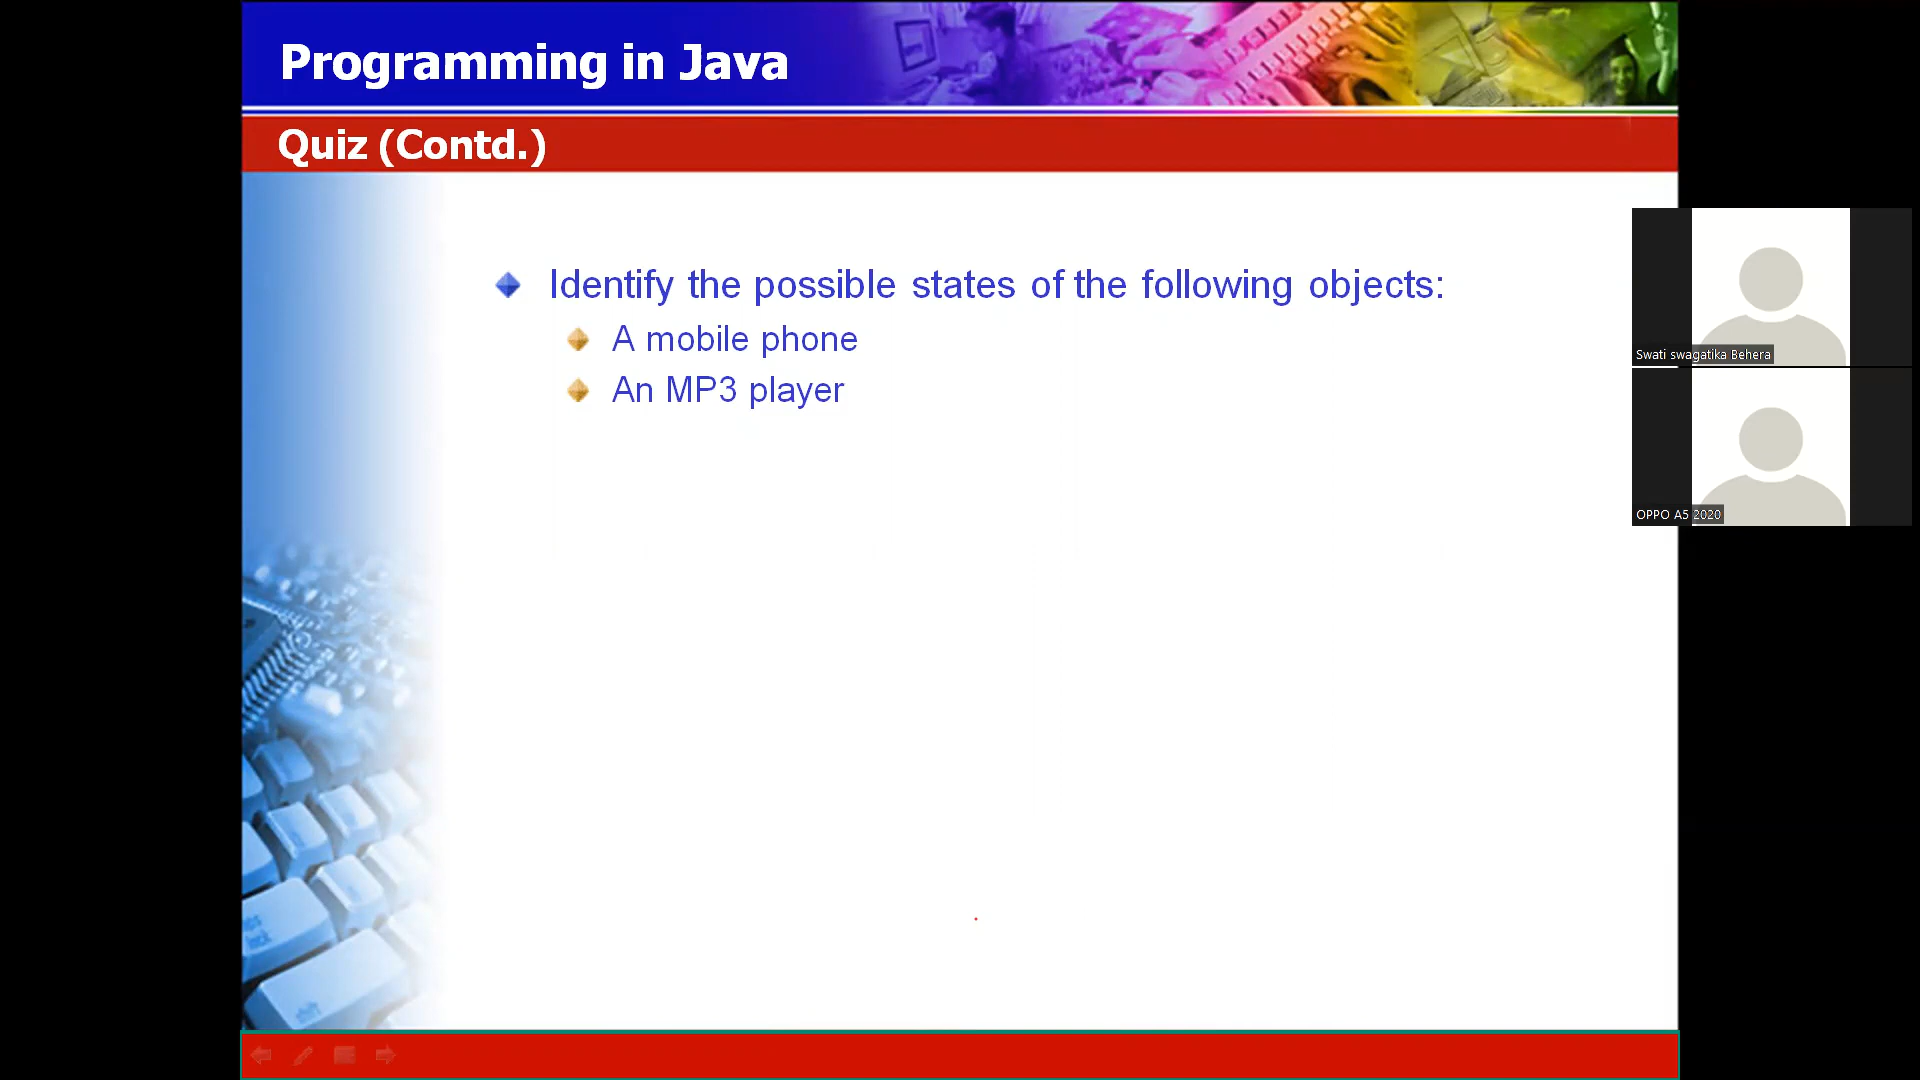 Programming in Java
Quiz (Contd.)
Identify the possible states of the following objects:
A mobile phone
An MP3 player
Swati swagatika Behera
OPPO A5 2020
shift